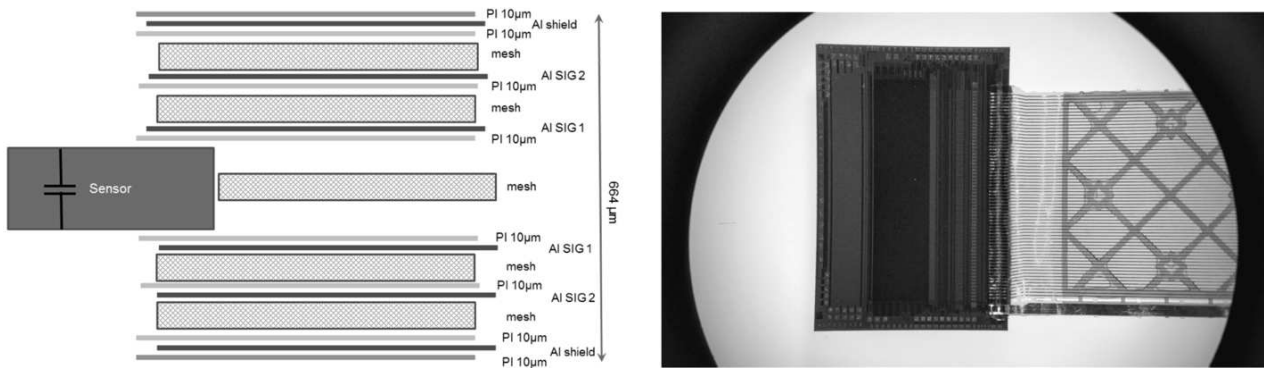 PI 10µm
Al shield
PI 10µm
mesh
Al SIG 2
PI 10µm
mesh
Al SIG 1
PI 10µm
Sensor
mesh
664 µm
PI 10µm
Al SIG 1
mesh
PI 10µm
Al SIG 2
mesh
PI 10µm
Al shield
PI 10µm